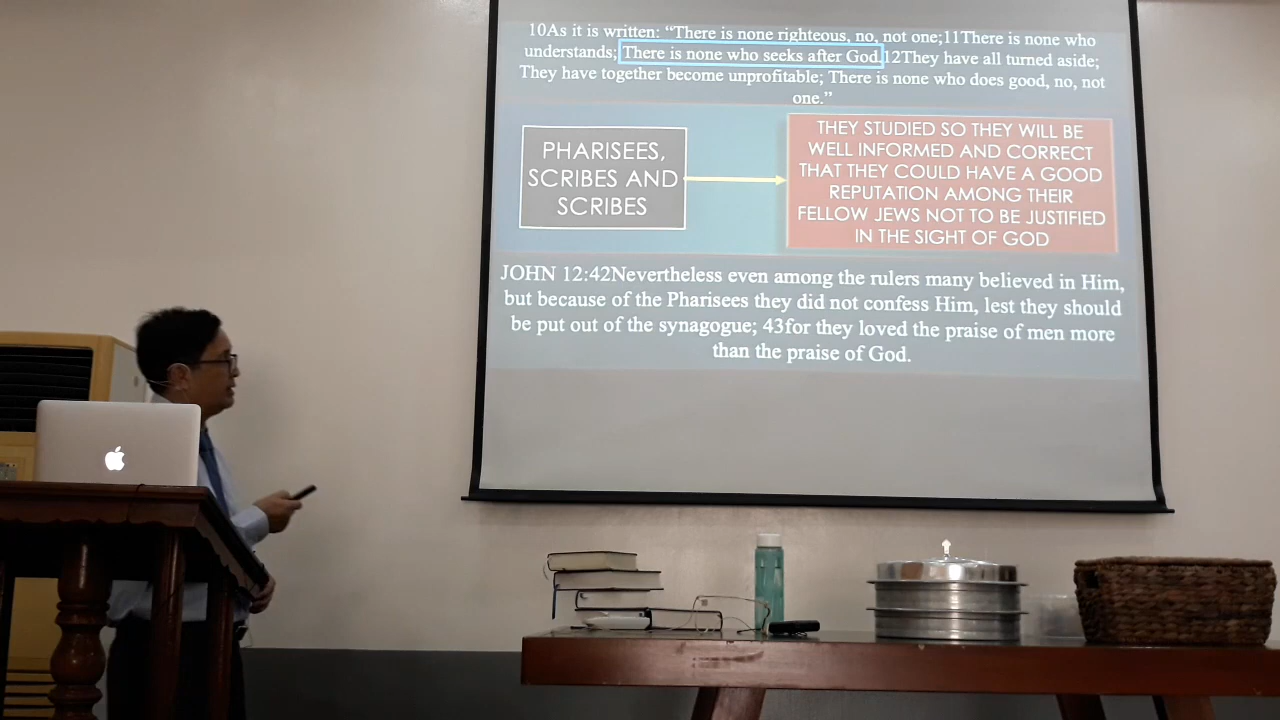 10As it is written: “There is none righteous, no, not one;11There is none who
understands; There is none who seeks after God.12They have all turned aside;
They have together become unprofitable; There is none who does good, no, not
one.”
PHARISEES,
SCRIBES AND
SCRIBES
THEY STUDIED SO THEY WILL BE
WELL INFORMED AND CORRECT
THAT THEY COULD HAVE A GOOD
REPUTATION AMONG THEIR
FELLOW JEWS NOT TO BE JUSTIFIED
IN THE SIGHT OF GOD
JOHN 12:42Nevertheless even among the rulers many believed in Him,
but because of the Pharisees they did not confess Him, lest they should
be put out of the synagogue; 43for they loved the praise of men more
than the praise of God.